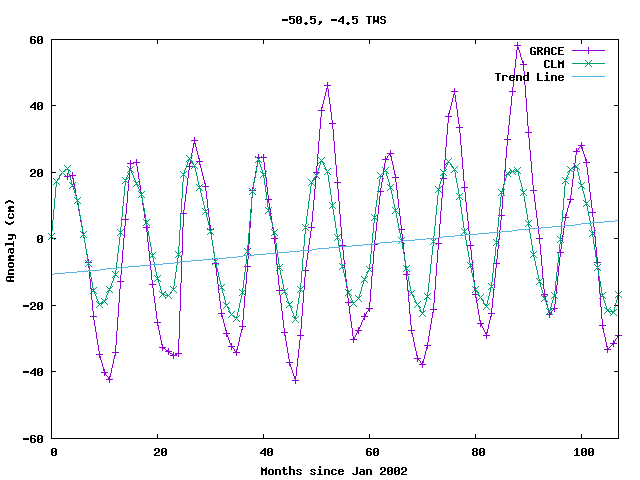 -50.5, -4.5 TWS
60
40
20
0
-20
-40
-60
Anomaly (cm)
GRACE
CLM
Trend Line
0 20 40 60 80 100
Months since Jan 2002